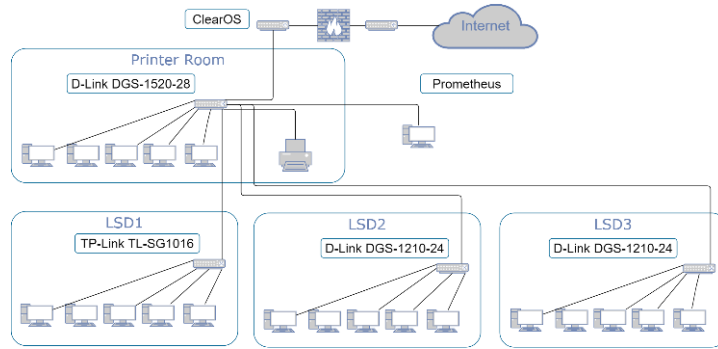 ClearOS
Internet
Printer Room
D-Link DGS-1520-28
Prometheus
LSD1
TP-Link TL-SG1016
LSD2
D-Link DGS-1210-24
LSD3
D-Link DGS-1210-24